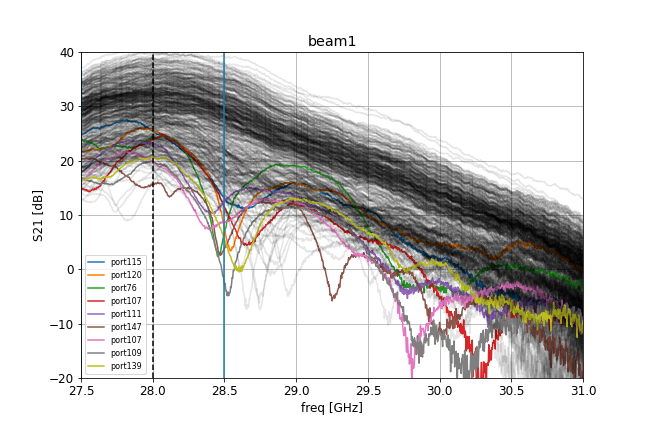 beam1
40
30
20
10
0
−10
−20
S21 [dB]
port115
port120
port76
port107
port111
port147
port107
port109
port139
27.5 28.0 28.5 29.0 29.5 30.0 30.5 31.0
freq [GHz]